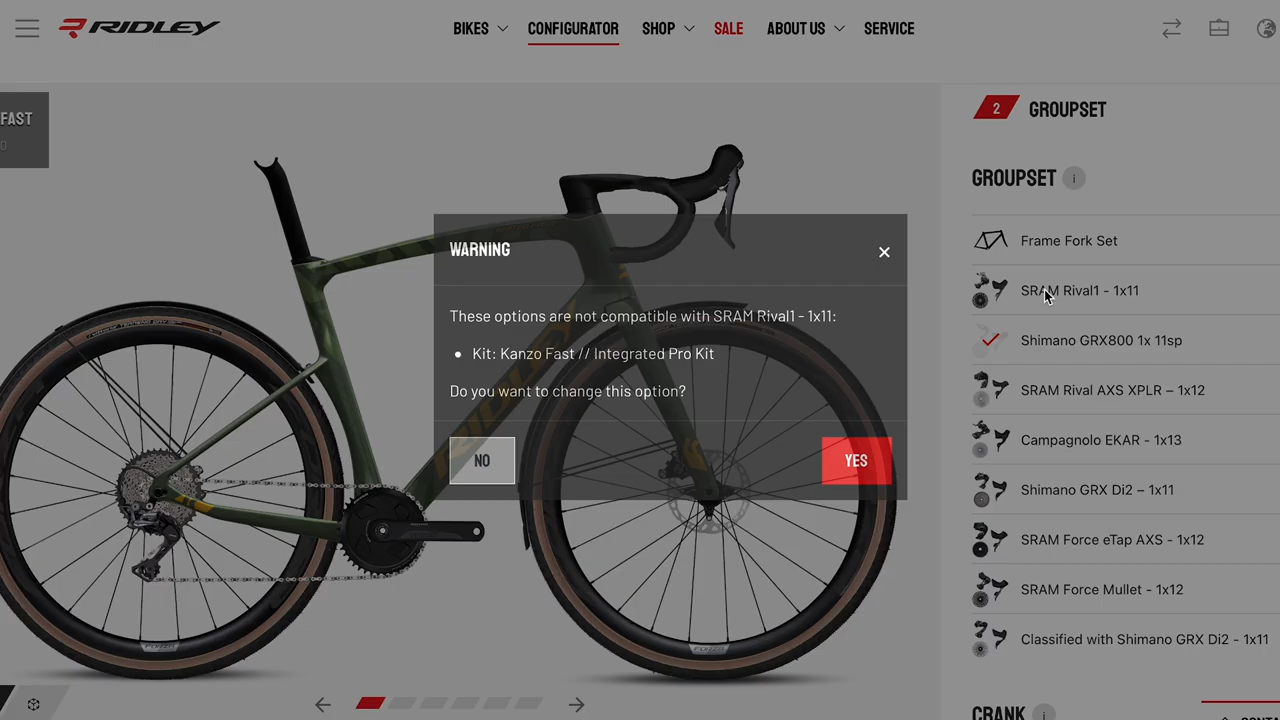 RIDLEY
BIKES
CONFIGURATOR
SHOP
SALE
ABOUT US
SERVICE
FAST
0
2 GROUPSET
GROUPSET i
Frame Fork Set
SRAM Rival1 - 1x11
Shimano GRX800 1x 11sp
SRAM Rival AXS XPLR – 1x12
Campagnolo EKAR - 1x13
Shimano GRX Di2 – 1x11
SRAM Force eTap AXS - 1x12
SRAM Force Mullet - 1x12
Classified with Shimano GRX Di2 - 1x11
CRANK i
WARNING
These options are not compatible with SRAM Rival1 - 1x11:
• Kit: Kanzo Fast // Integrated Pro Kit
Do you want to change this option?
NO
YES
RIDLEY